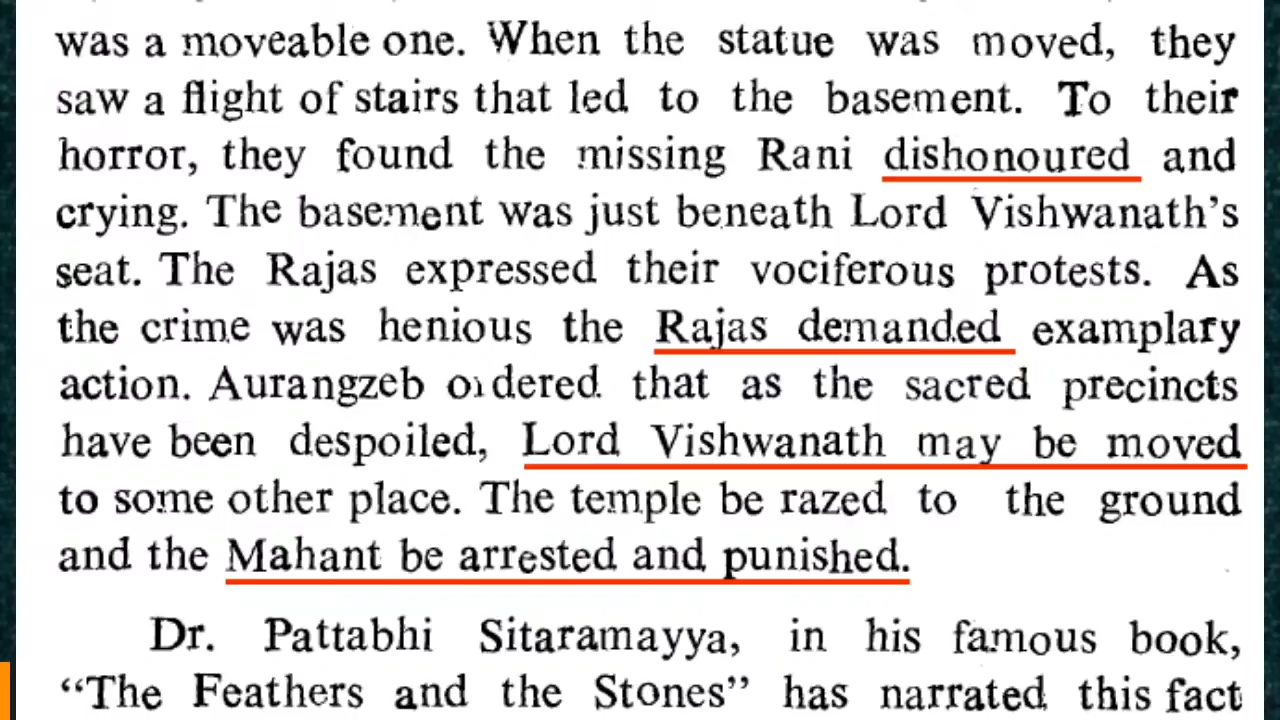 was a moveable one. When the statue was moved, they
saw a flight of stairs that led to the basement. To their
horror, they found the missing Rani dishonoured and
crying. The basement was just beneath Lord Vishwanath's
seat. The Rajas expressed their vociferous protests. As
the crime was henious the Rajas demanded examplary
action. Aurangzeb ordered that as the sacred precincts
have been despoiled, Lord Vishwanath may be moved
to some other place. The temple be razed to the ground
and the Mahant be arrested and punished.
Dr. Pattabhi Sitaramayya, in his famous book,
“The Feathers and the Stones” has narrated this fact